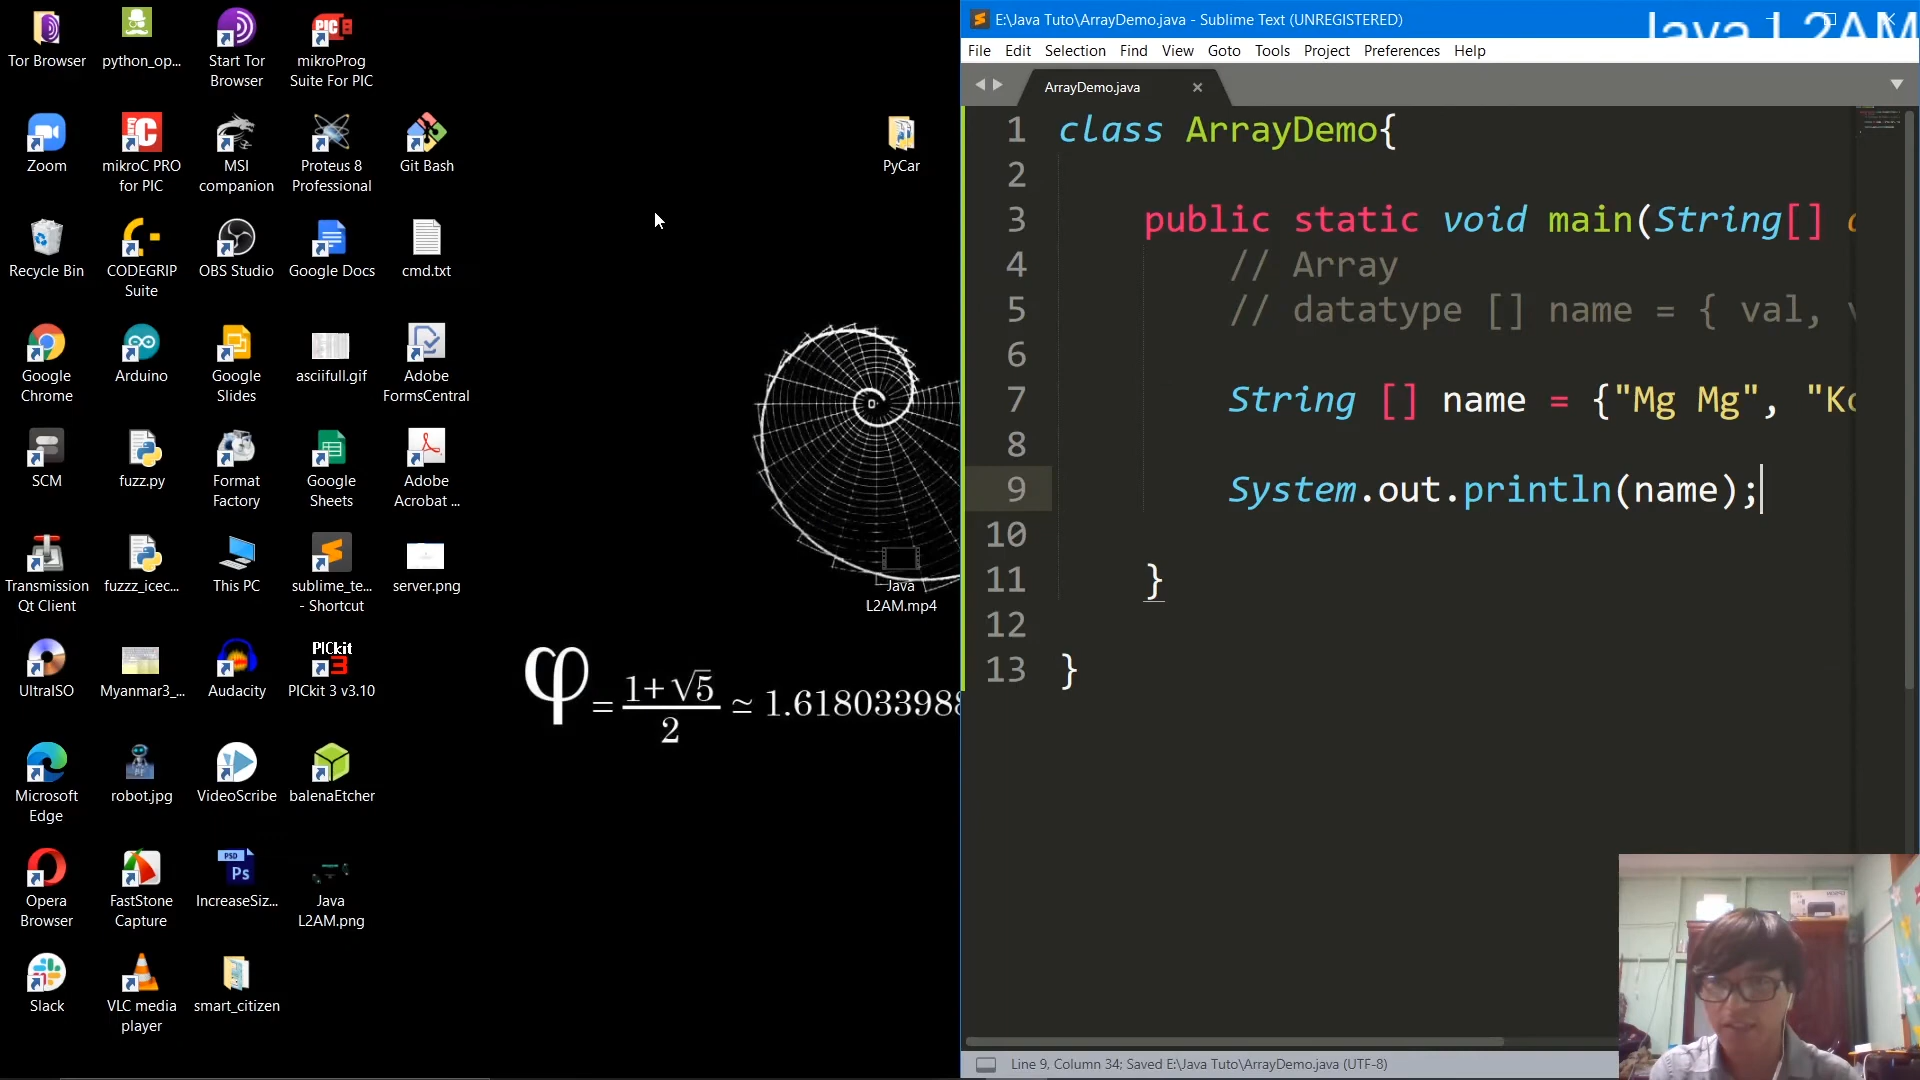 Tor Browser
python_op...
Start Tor
Browser
mikroProg
Suite For PIC
Zoom
mikroC PRO
for PIC
MSI
companion
Proteus 8
Professional
Git Bash
PyCar
Recycle Bin
CODEGRIP
Suite
OBS Studio
Google Docs
cmd.txt
Google
Chrome
Arduino
Google
Slides
asciifull.gif
Adobe
FormsCentral
SCM
fuzz.py
Format
Factory
Google
Sheets
Adobe
Acrobat ...
Transmission
Qt Client
fuzzz_icec...
This PC
sublime_te...
- Shortcut
server.png
Java
L2AM.mp4
UltraISO
Myanmar3_...
Audacity
PICkit
3
PICkit 3 v3.10
φ = 1+√5 / 2 ≃ 1.618033988
Microsoft
Edge
robot.jpg
VideoScribe
balenaEtcher
Opera
Browser
FastStone
Capture
PSD
Ps
IncreaseSiz...
Java
L2AM.png
Slack
VLC media
player
smart_citizen
E:\Java Tuto\ArrayDemo.java - Sublime Text (UNREGISTERED)
Java L2AM
File Edit Selection Find View Goto Tools Project Preferences Help
ArrayDemo.java
1 class ArrayDemo{
2
3 public static void main(String[]
4 // Array
5 // datatype [] name = { val,
6
7 String [] name = {"Mg Mg", "Ko
8
9 System.out.println(name);
10
11 }
12
13 }
Line 9, Column 34; Saved E:\Java Tuto\ArrayDemo.java (UTF-8)